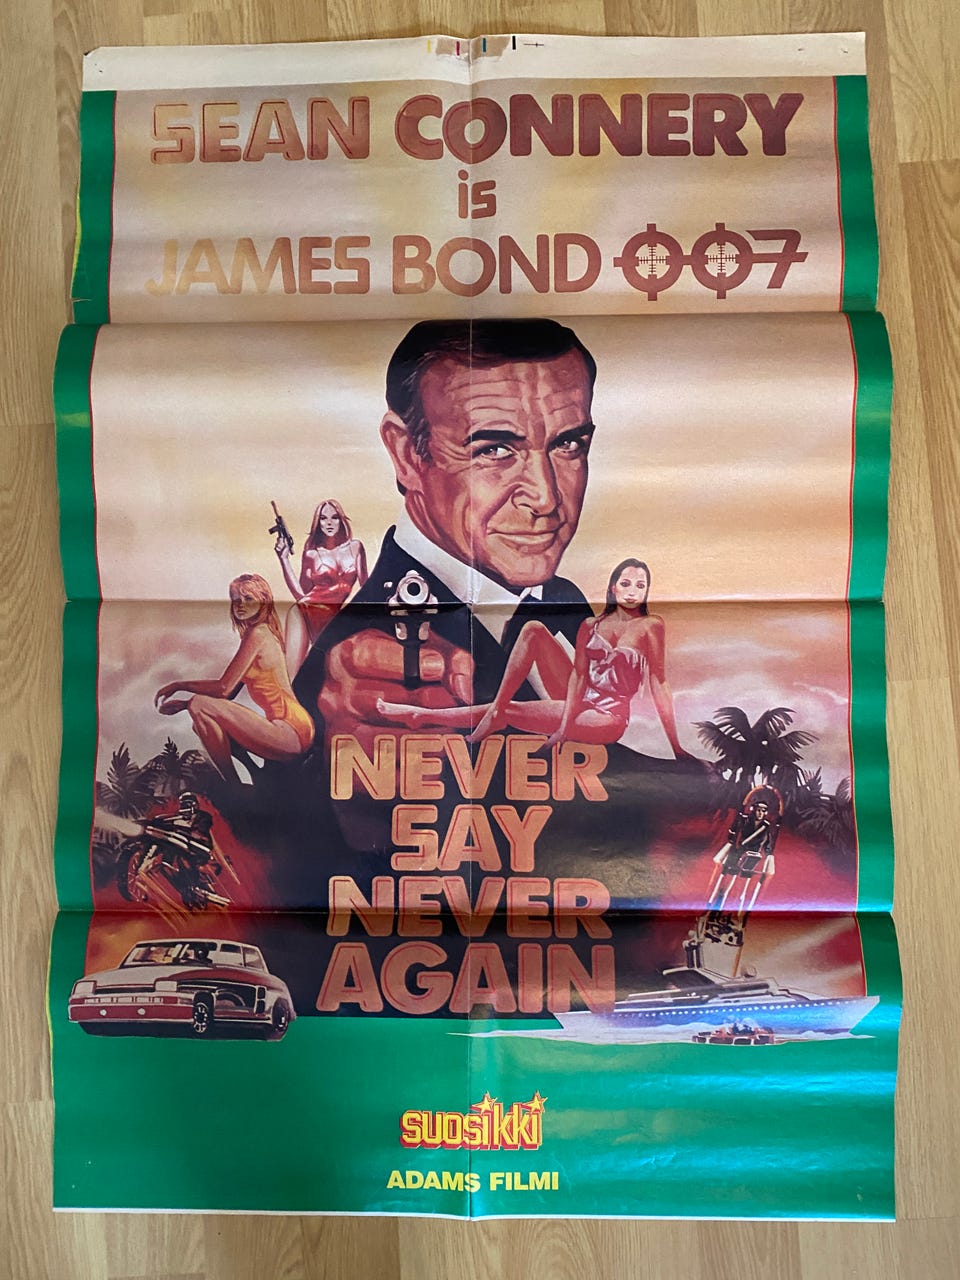 SEAN CONNERY
is
JAMES BOND 007
NEVER
SAY
NEVER
AGAIN
suosikki
ADAMS FILMI